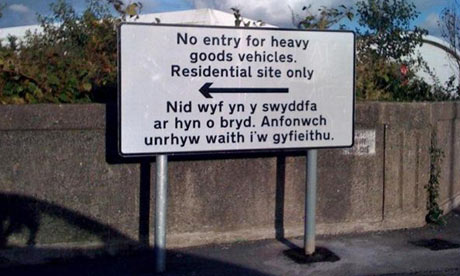 No entry for heavy
goods vehicles.
Residential site only
Nid wyf yn y swyddfa
ar hyn o bryd. Anfonwch
unrhyw waith i'w gyfieithu.